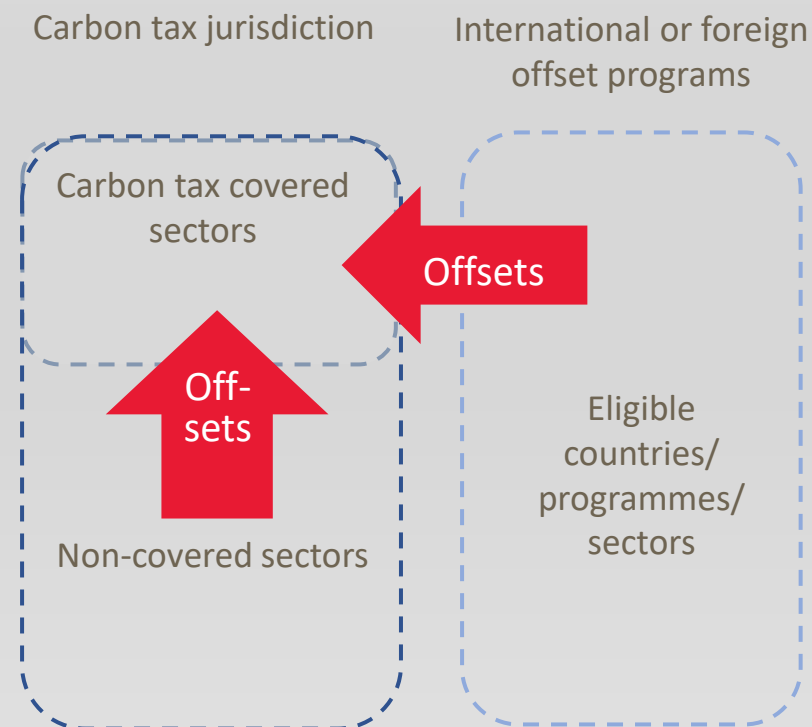 Carbon tax jurisdiction
International or foreign
offset programs
Carbon tax covered
sectors
Offsets
Off-
sets
Non-covered sectors
Eligible
countries/
programmes/
sectors